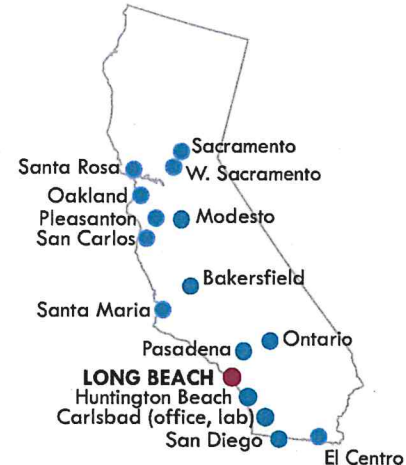 Sacramento
Santa Rosa
W. Sacramento
Oakland
Pleasanton
Modesto
San Carlos
Bakersfield
Santa Maria
Ontario
Pasadena
LONG BEACH
Huntington Beach
Carlsbad (office, lab)
San Diego
El Centro